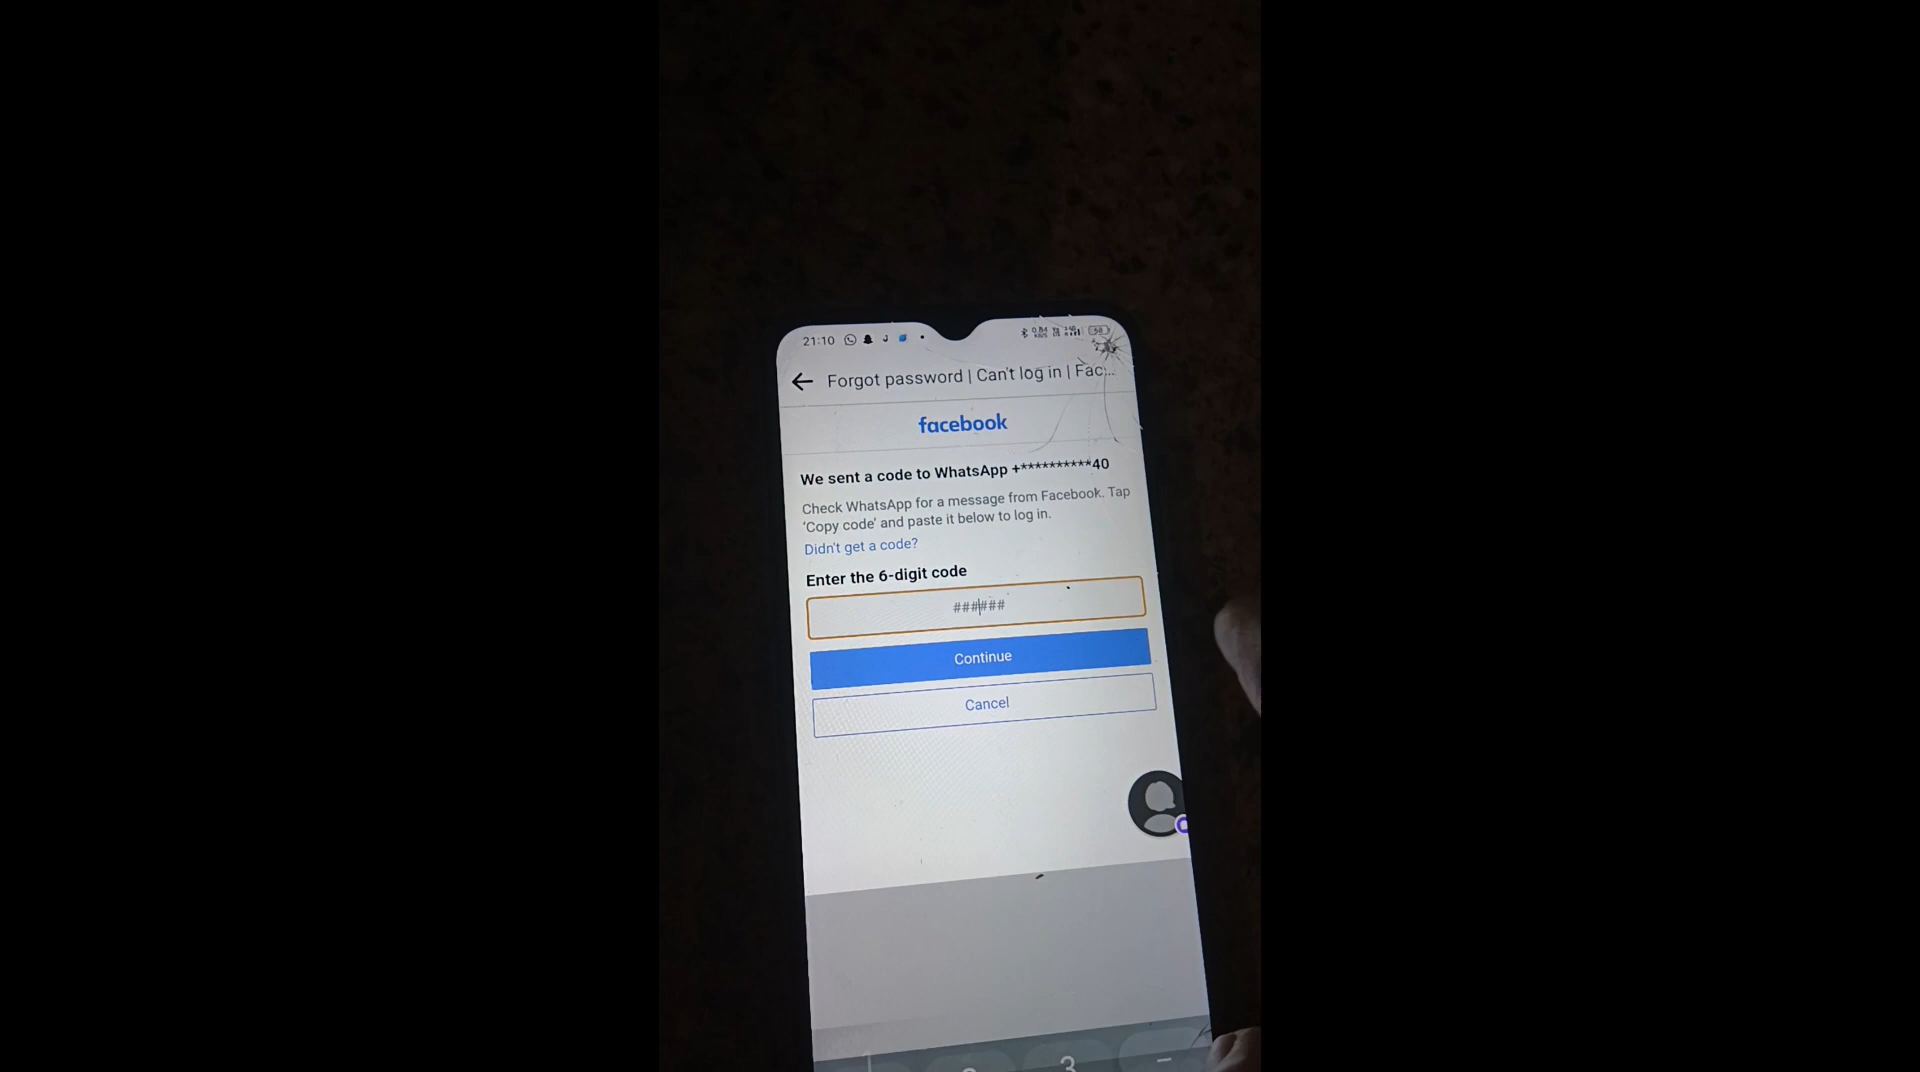 21:10
Forgot password | Can't log in | Fac...
facebook
We sent a code to WhatsApp +**********40
Check WhatsApp for a message from Facebook. Tap
'Copy code' and paste it below to log in.
Didn't get a code?
Enter the 6-digit code
######
Continue
Cancel
3